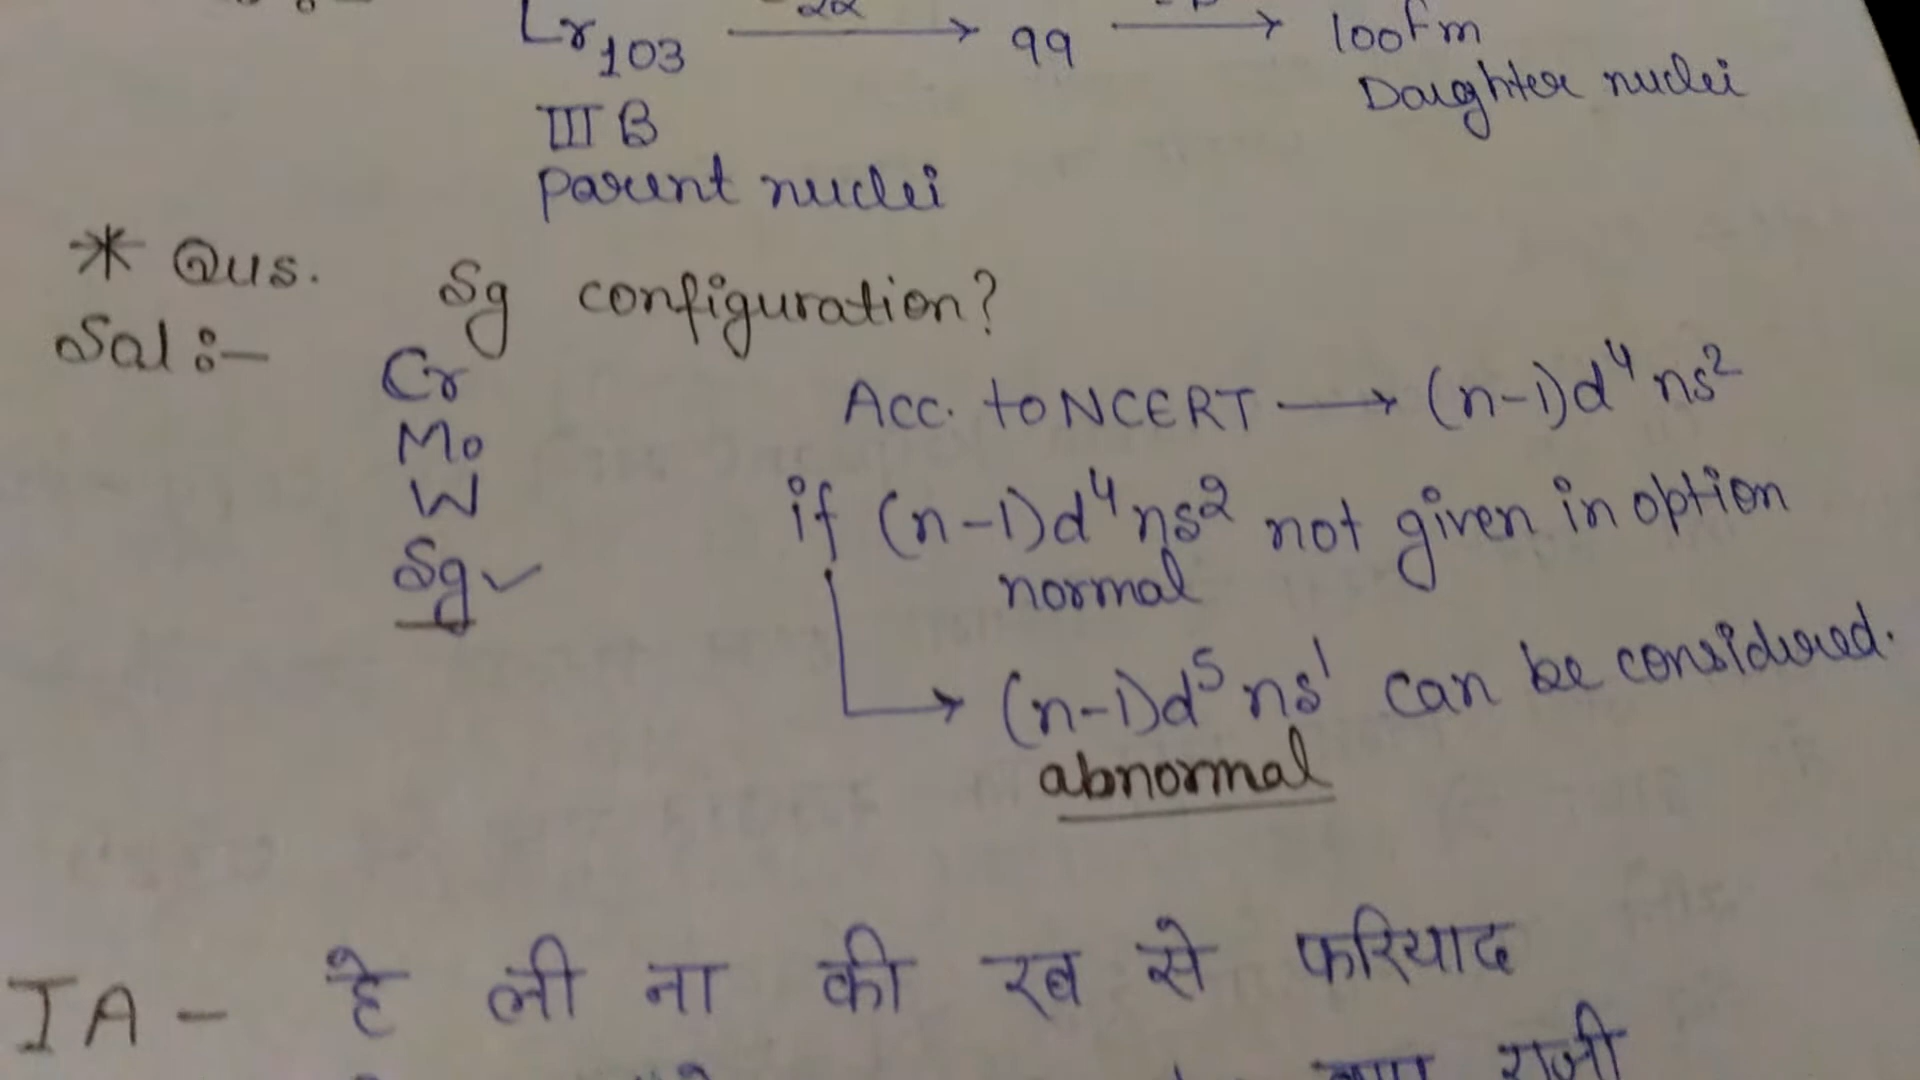 Lr103 ⟶ 99 ⟶ 100Fm
Daughter nuclei
III B
parent nuclei
* Qus. Sg configuration?
Sol :-
Cr
Mo
W
Sg ✓
Acc. to NCERT ⟶ (n-1)d⁴ ns²
if (n-1)d⁴ ns² not given in option
normal
(n-1)d⁵ ns¹ can be considered.
abnormal
IA - हे ली ना की रब से फरियाद